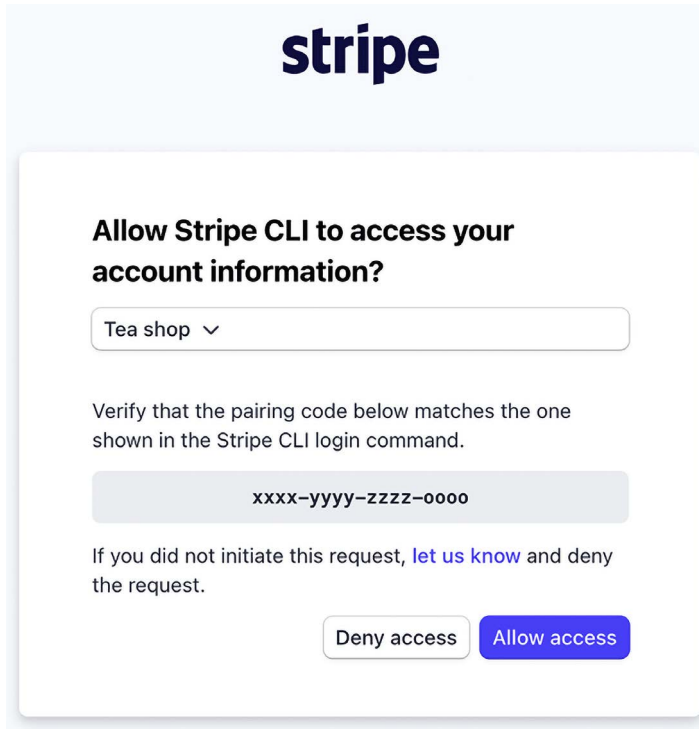 stripe
Allow Stripe CLI to access your
account information?
Tea shop
Verify that the pairing code below matches the one
shown in the Stripe CLI login command.
xxxx-yyyy-zzzz-oooo
If you did not initiate this request, let us know and deny
the request.
Deny access
Allow access